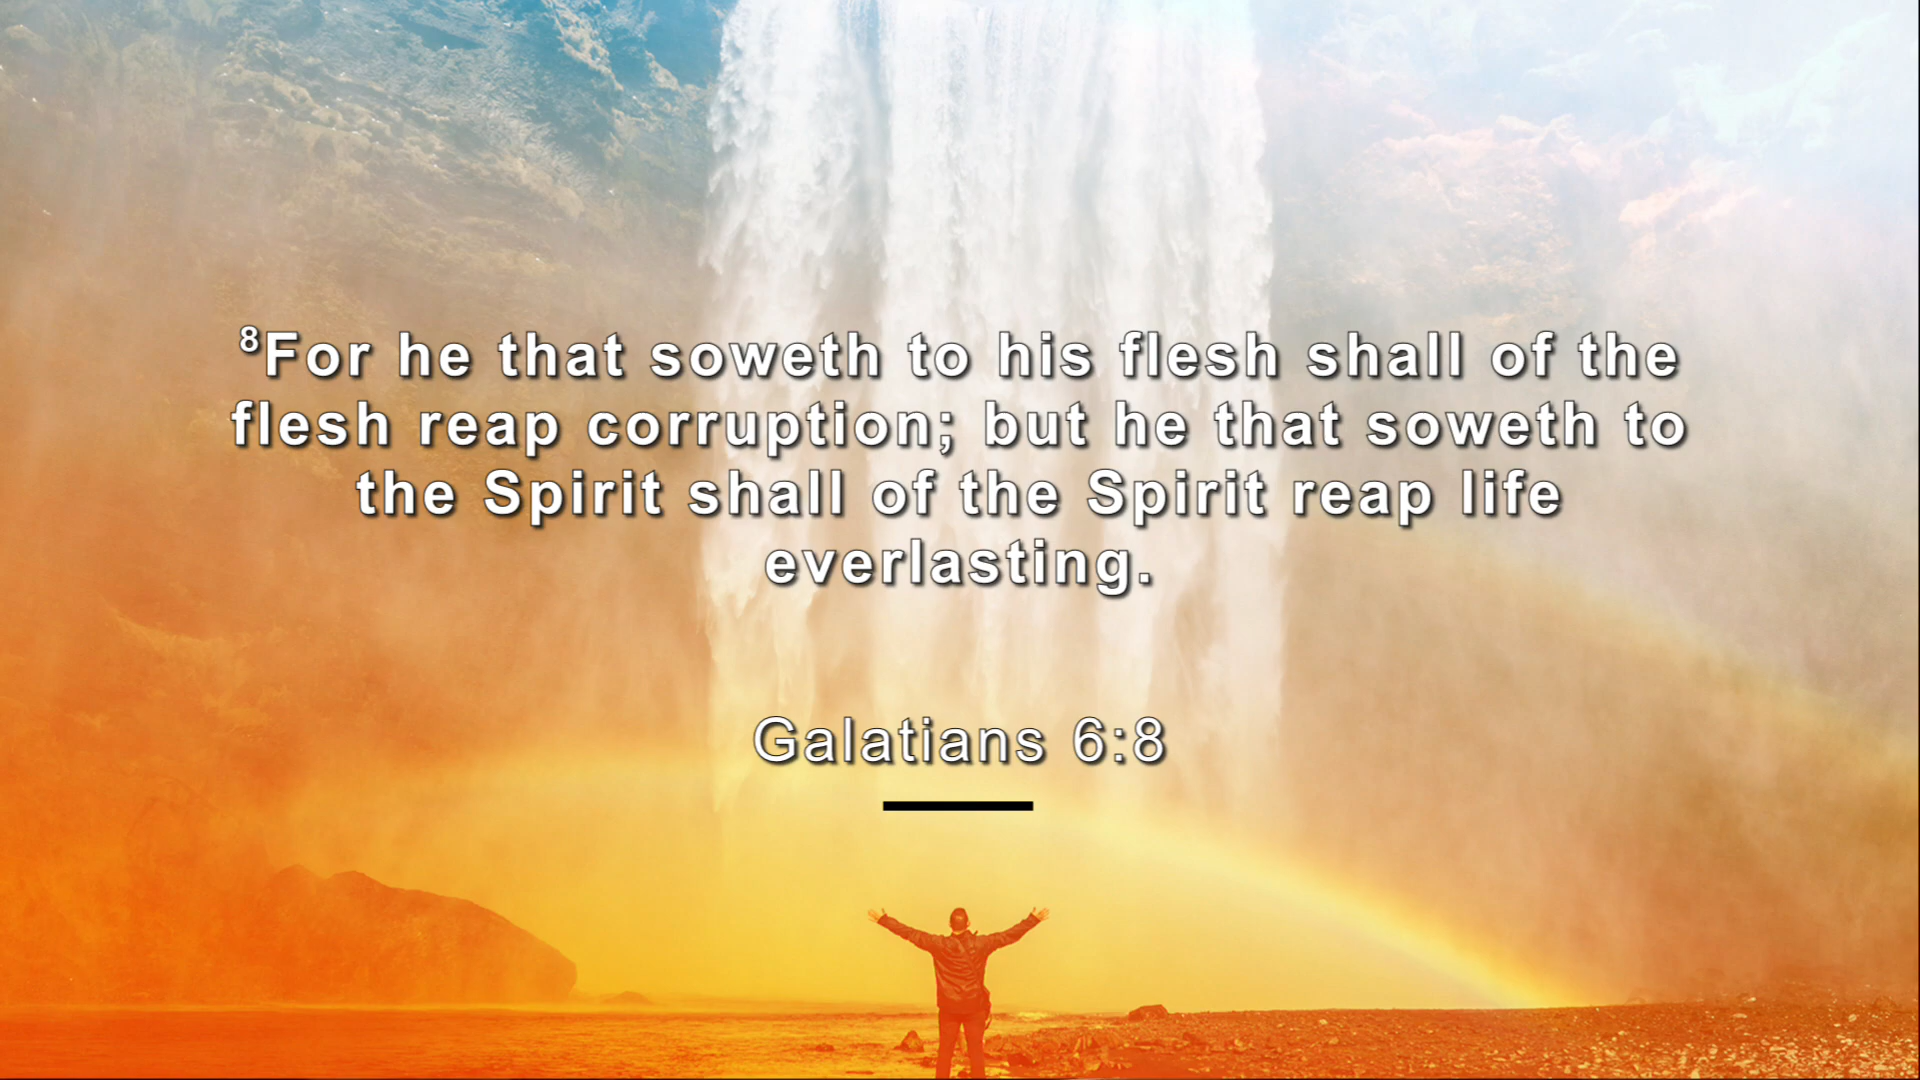 ⁸For he that soweth to his flesh shall of the
flesh reap corruption; but he that soweth to
the Spirit shall of the Spirit reap life
everlasting.
Galatians 6:8